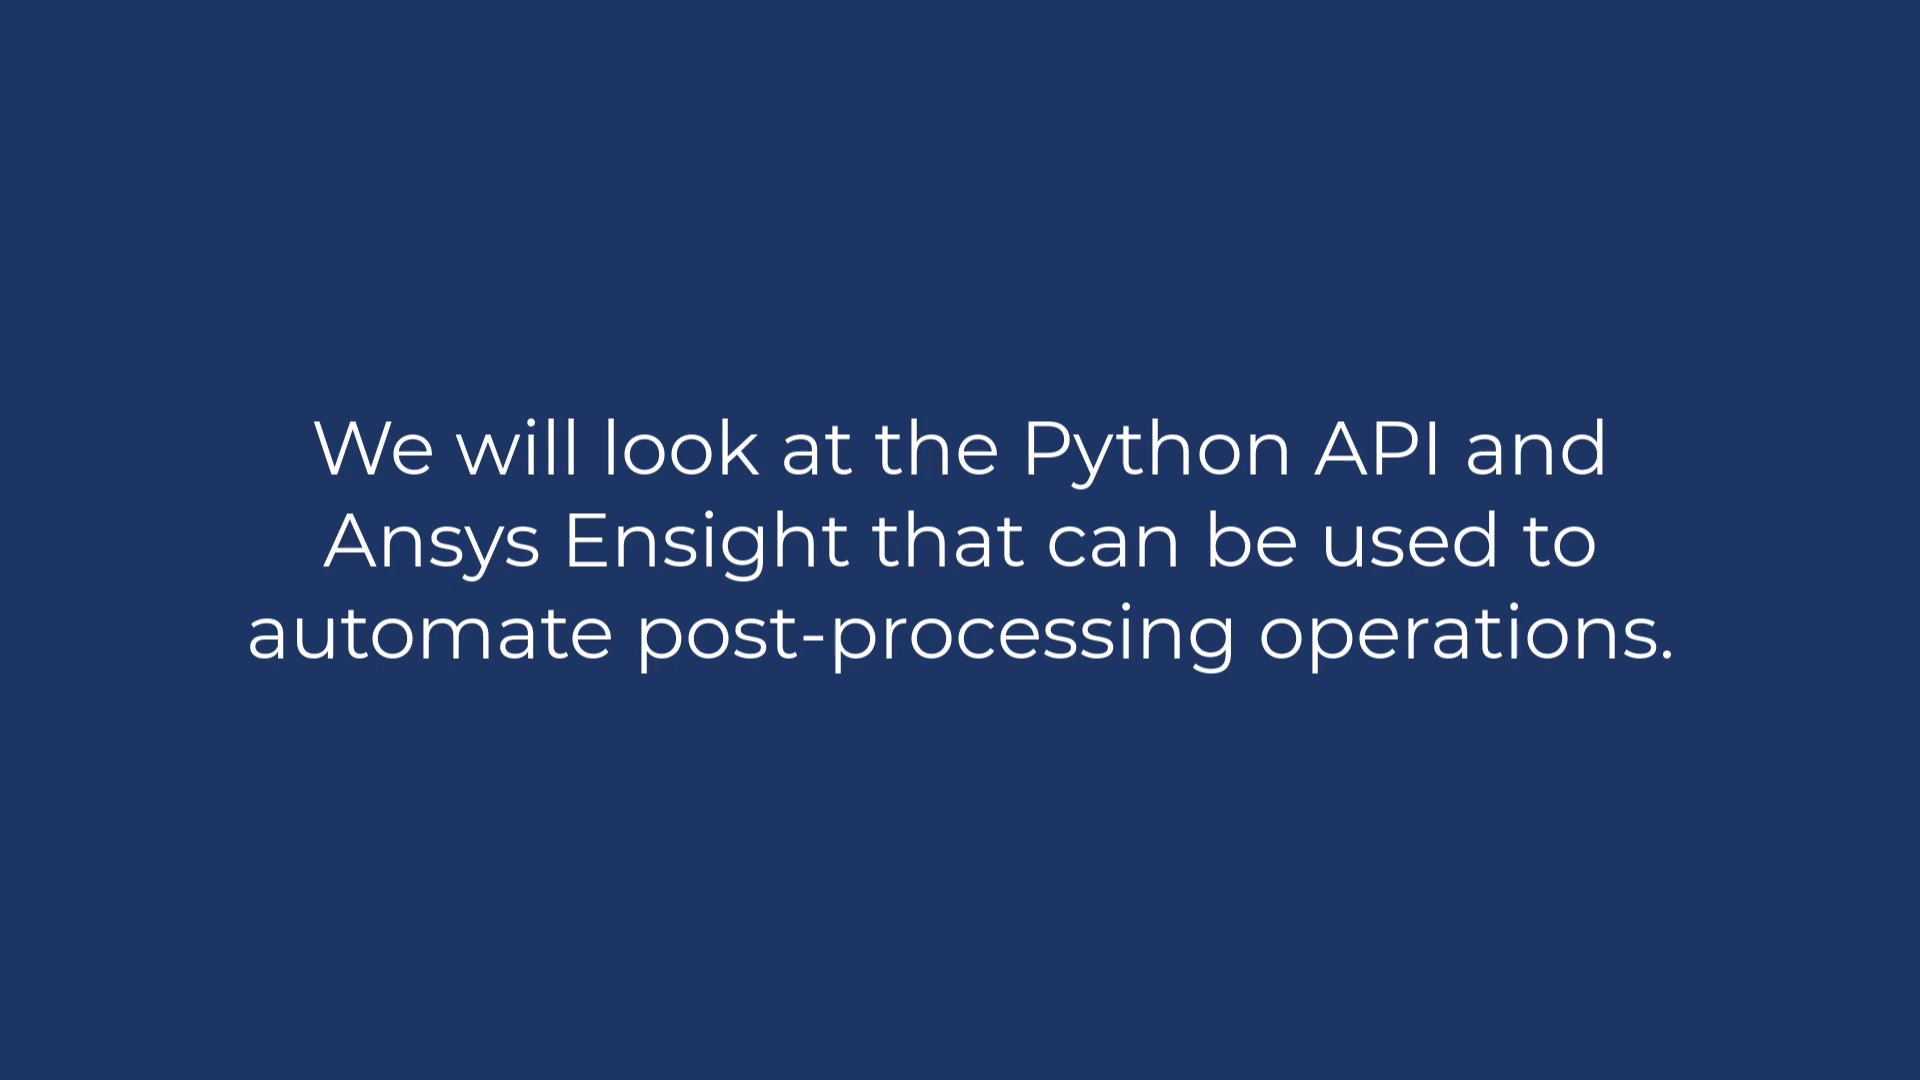 We will look at the Python API and
Ansys Ensight that can be used to
automate post-processing operations.